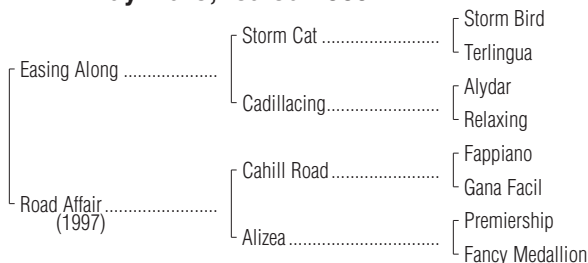 Storm Bird
Storm Cat
Terlingua
Easing Along
Alydar
Cadillacing
Relaxing
Fappiano
Cahill Road
Gana Facil
Road Affair
(1997)
Premiership
Alizea
Fancy Medallion